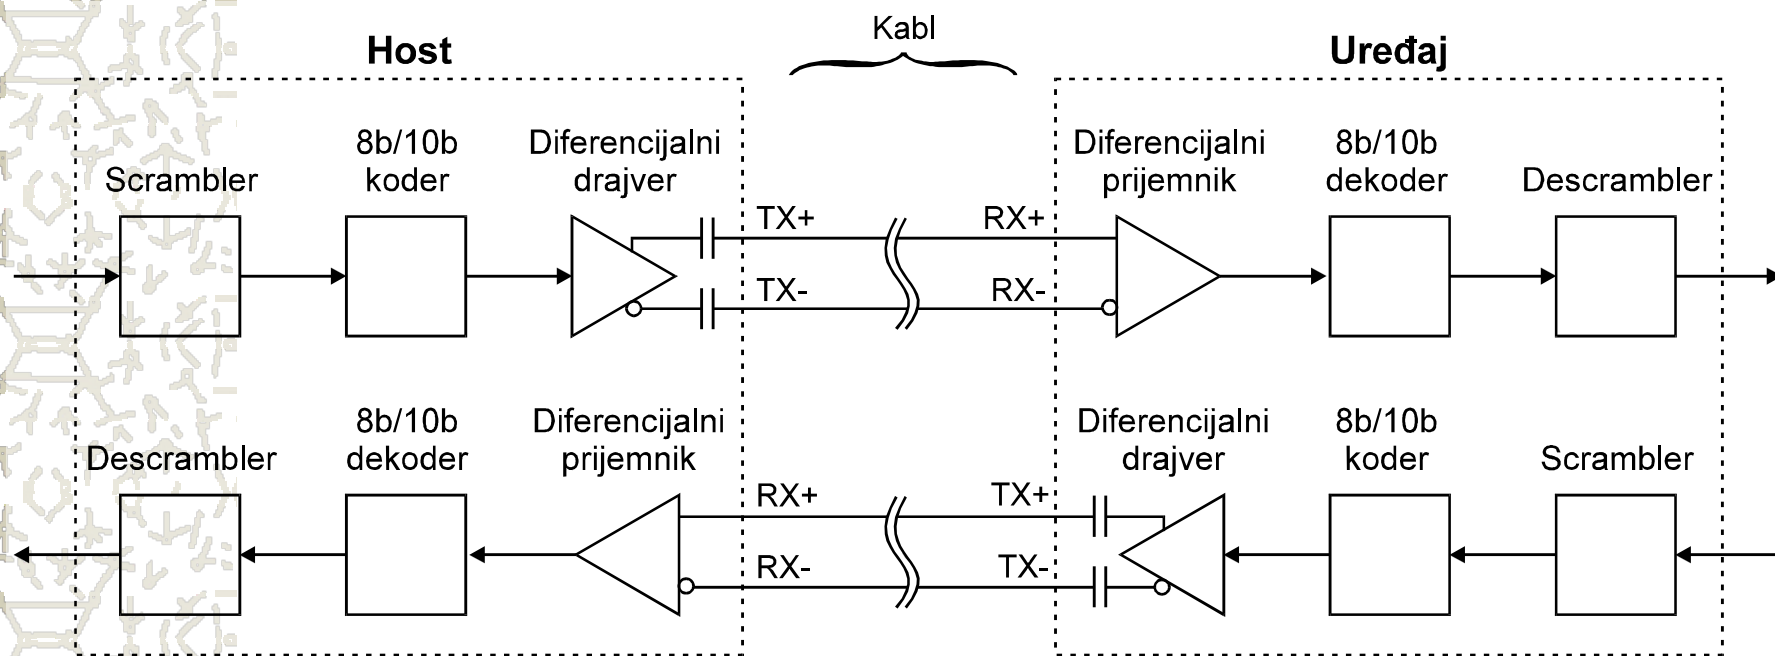 Kabl
Host
Uređaj
Scrambler
8b/10b
koder
Diferencijalni
drajver
Diferencijalni
prijemnik
8b/10b
dekoder
Descrambler
TX+
RX+
TX-
RX-
Descrambler
8b/10b
dekoder
Diferencijalni
prijemnik
Diferencijalni
drajver
8b/10b
koder
Scrambler
RX+
TX+
RX-
TX-